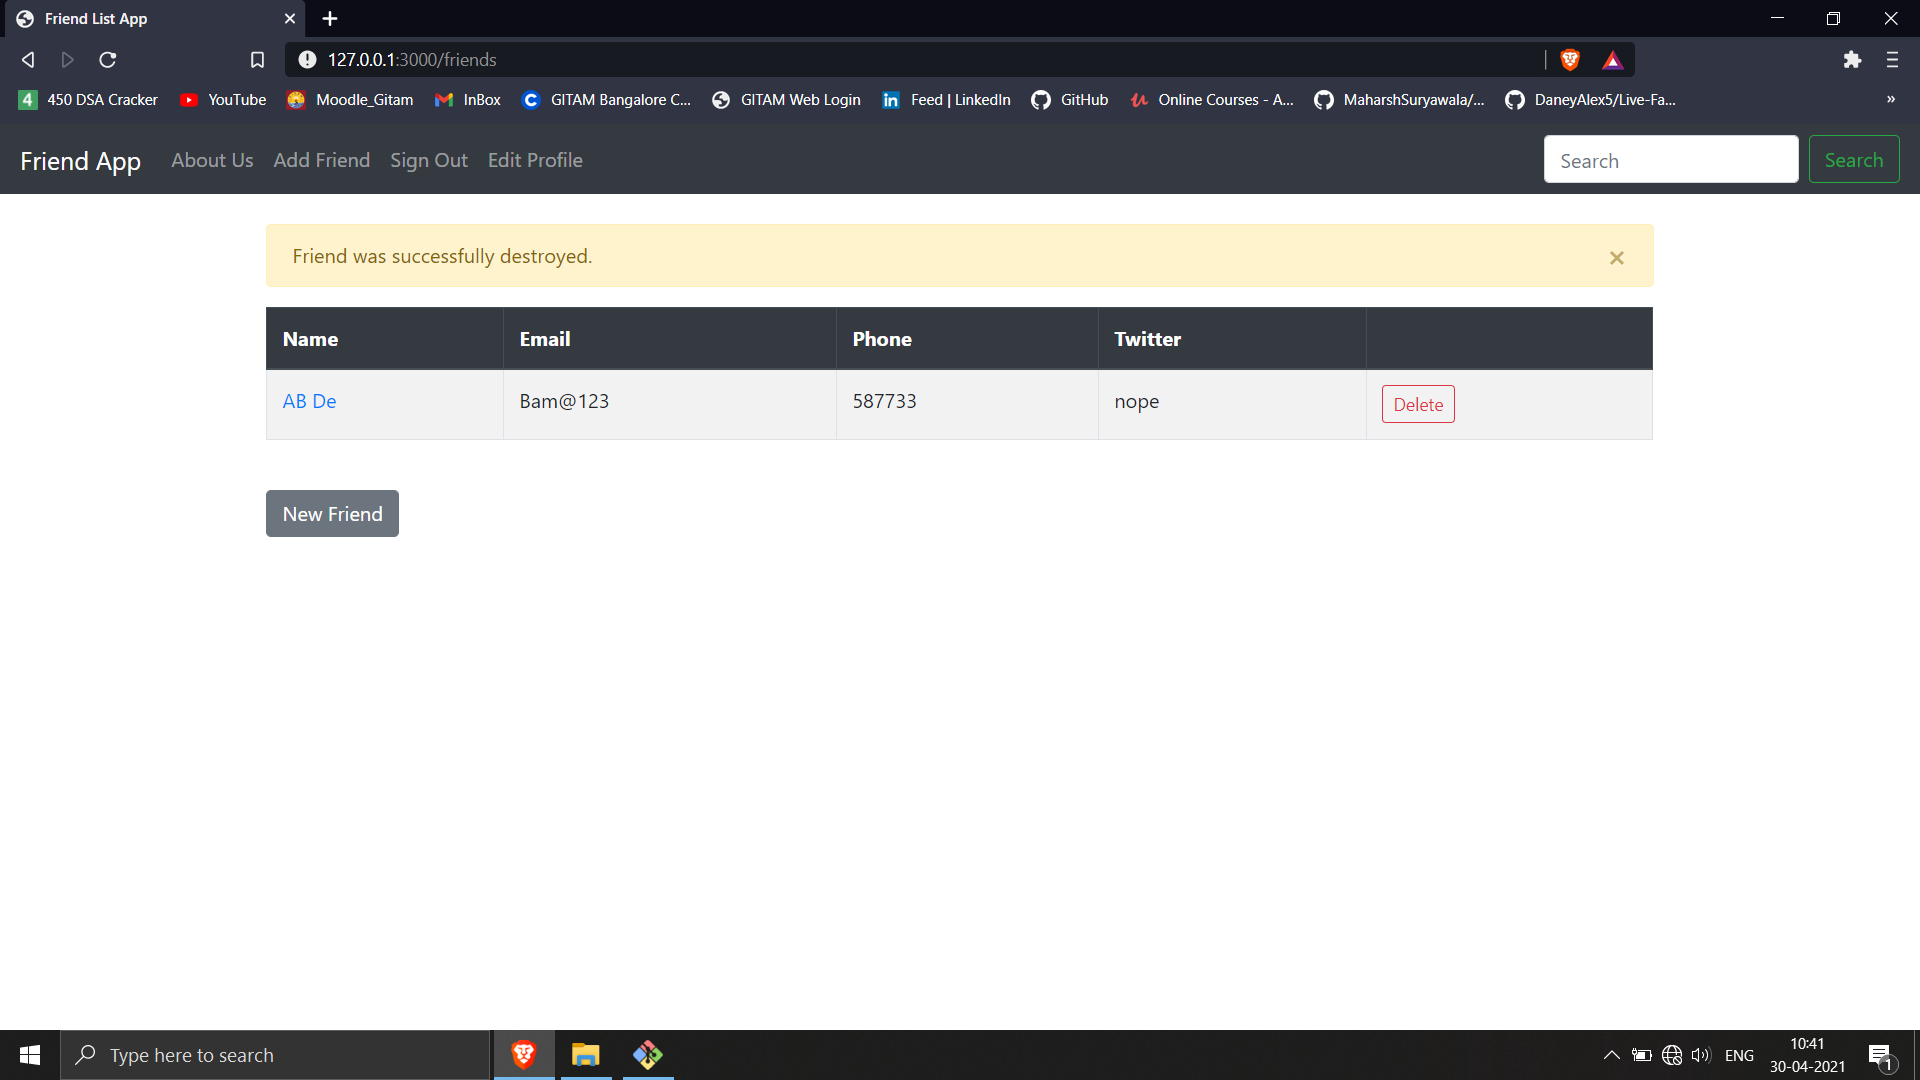 Friend List App
127.0.0.1:3000/friends
450 DSA Cracker YouTube Moodle_Gitam InBox GITAM Bangalore C... GITAM Web Login Feed | LinkedIn GitHub Online Courses - A... MaharshSuryawala/... DaneyAlex5/Live-Fa... »
Friend App About Us Add Friend Sign Out Edit Profile Search Search
Friend was successfully destroyed. ×
Name Email Phone Twitter
AB De Bam@123 587733 nope Delete
New Friend
Type here to search ENG 10:41
30-04-2021 1